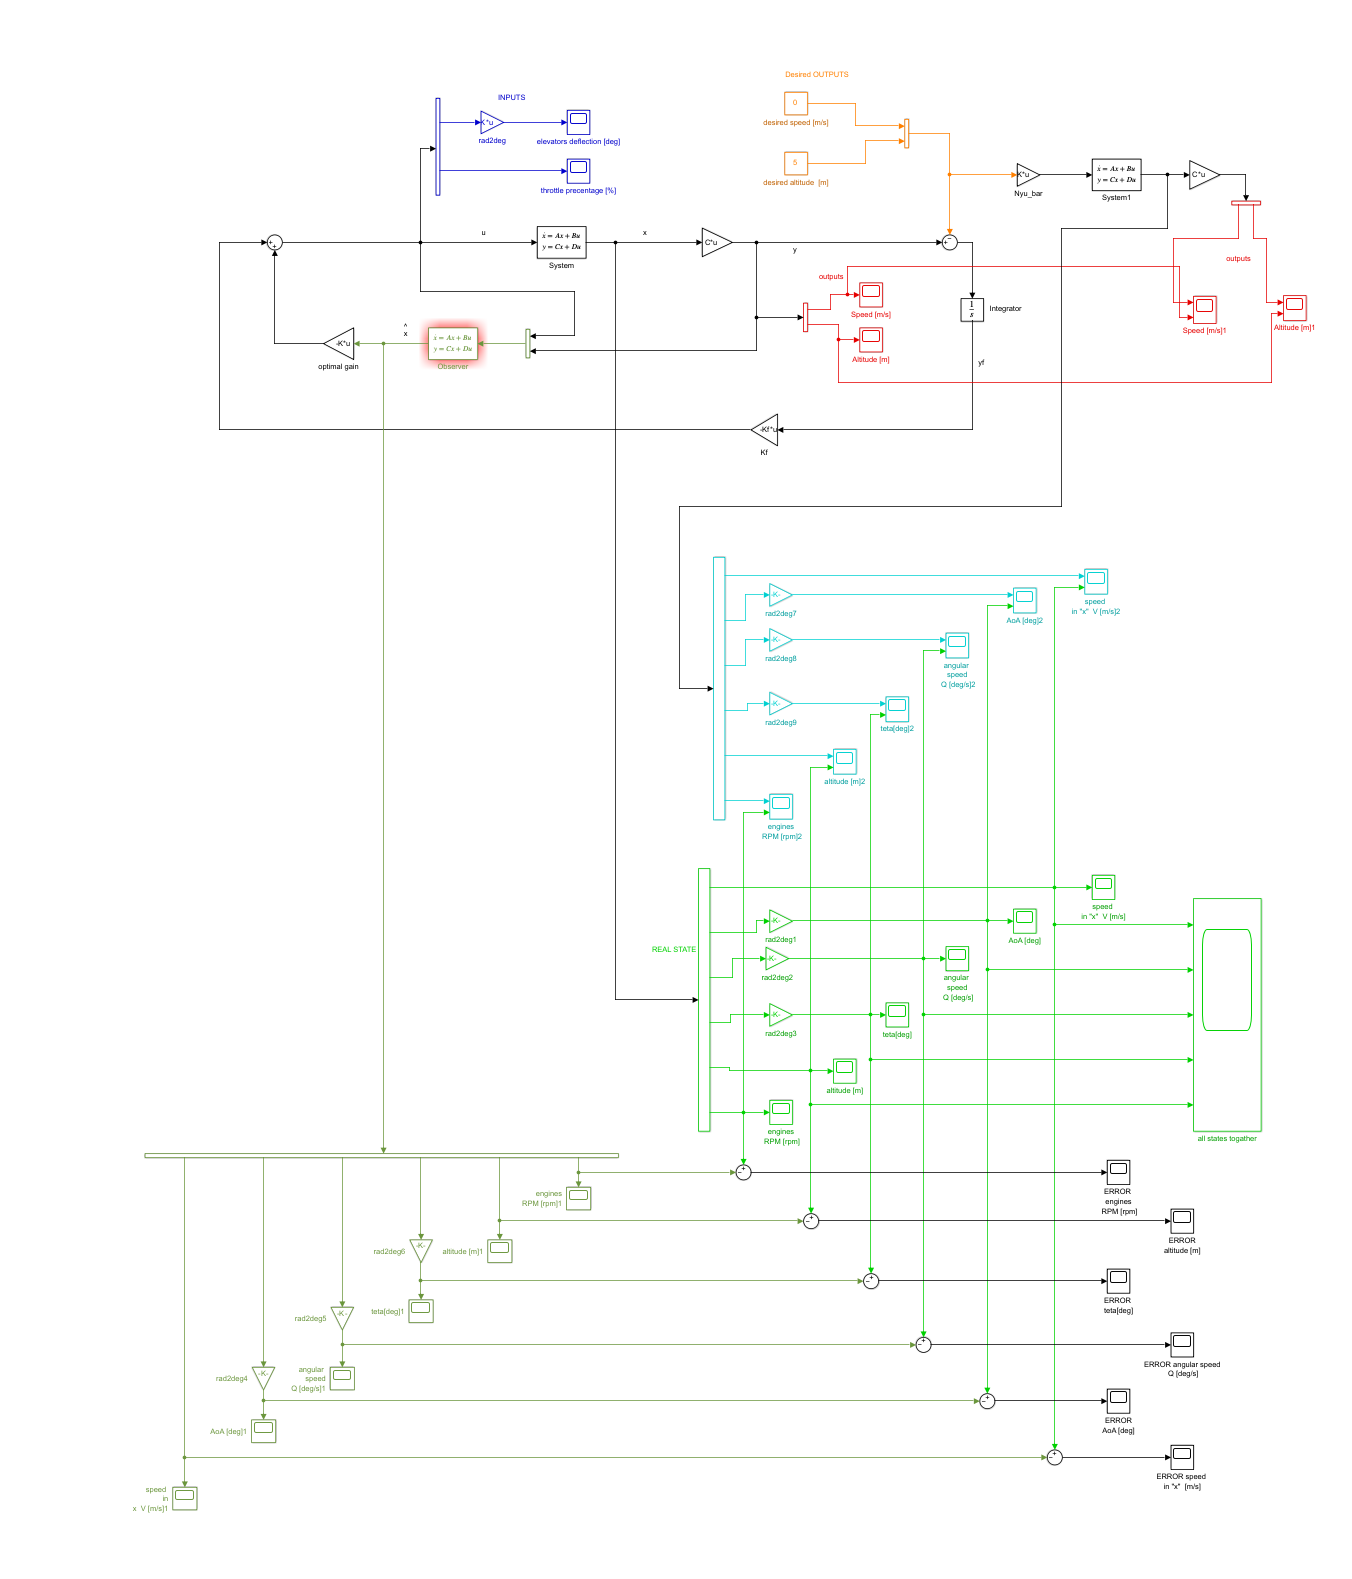 Desired OUTPUTS
INPUTS
0
desired speed [m/s]
K*u
rad2deg
elevators deflection [deg]
5
desired altitude [m]
throttle precentage [%]
K*u
Nyu_bar
ẋ = Ax + Bu
y = Cx + Du
System1
C*u
u
ẋ = Ax + Bu
y = Cx + Du
System
x
C*u
y
outputs
outputs
Speed [m/s]
1
s
Integrator
Speed [m/s]1
Altitude [m]1
^
x
-K*u
optimal gain
ẋ = Ax + Bu
y = Cx + Du
Observer
Altitude [m]
yf
-Kf*u
Kf
speed
in "x" V [m/s]2
-K-
rad2deg7
AoA [deg]2
-K-
rad2deg8
angular
speed
Q [deg/s]2
-K-
rad2deg9
teta[deg]2
altitude [m]2
engines
RPM [rpm]2
speed
in "x" V [m/s]
-K-
rad2deg1
AoA [deg]
REAL STATE
-K-
rad2deg2
angular
speed
Q [deg/s]
-K-
rad2deg3
teta[deg]
altitude [m]
engines
RPM [rpm]
all states togather
engines
RPM [rpm]1
ERROR
engines
RPM [rpm]
-K-
rad2deg6
altitude [m]1
ERROR
altitude [m]
teta[deg]1
ERROR
teta[deg]
-K-
rad2deg5
angular
speed
Q [deg/s]1
ERROR angular speed
Q [deg/s]
-K-
rad2deg4
AoA [deg]1
ERROR
AoA [deg]
speed
in
x V [m/s]1
ERROR speed
in "x" [m/s]